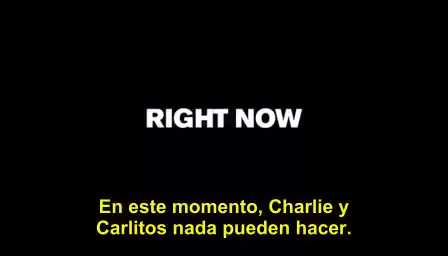 RIGHT NOW
En este momento, Charlie y
Carlitos nada pueden hacer.